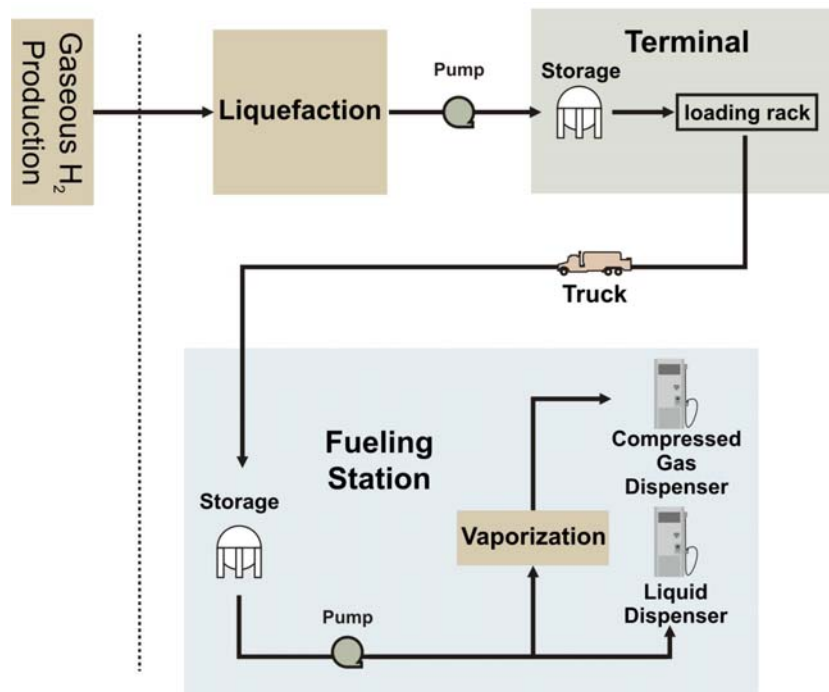 Gaseous H₂
Production
Liquefaction
Pump
Terminal
Storage
loading rack
Truck
Fueling
Station
Storage
Pump
Vaporization
Compressed
Gas
Dispenser
Liquid
Dispenser